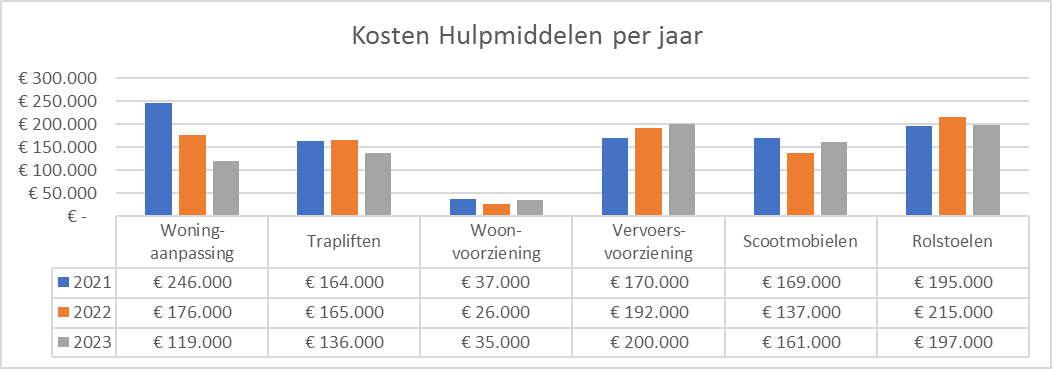 Kosten Hulpmiddelen per jaar
€ 300.000
€ 250.000
€ 200.000
€ 150.000
€ 100.000
€ 50.000
€ -
Woning-
aanpassing
Trapliften
Woon-
voorziening
Vervoers-
voorziening
Scootmobielen
Rolstoelen
2021 € 246.000 € 164.000 € 37.000 € 170.000 € 169.000 € 195.000
2022 € 176.000 € 165.000 € 26.000 € 192.000 € 137.000 € 215.000
2023 € 119.000 € 136.000 € 35.000 € 200.000 € 161.000 € 197.000